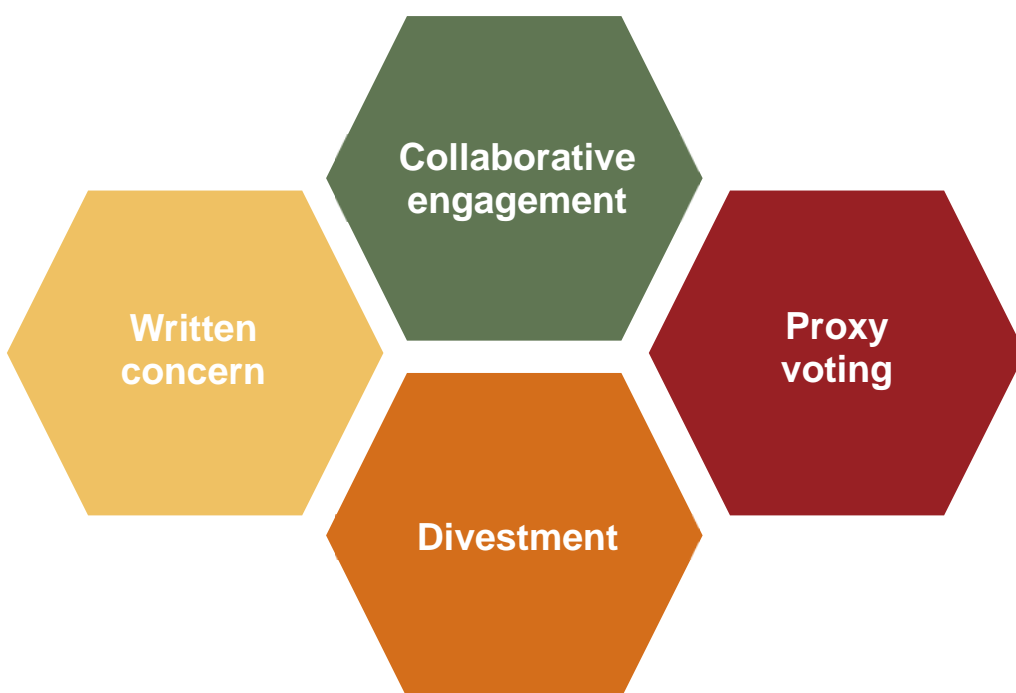 Collaborative
engagement
Written
concern
Proxy
voting
Divestment